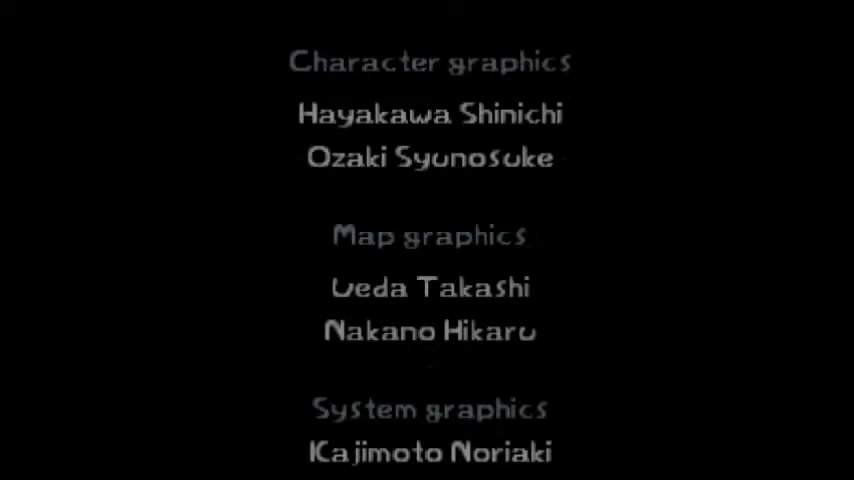 Character graphics
Hayakawa Shinichi
Ozaki Syunosuke
Map graphics
Ueda Takashi
Nakano Hikaru
System graphics
Kajimoto Noriaki